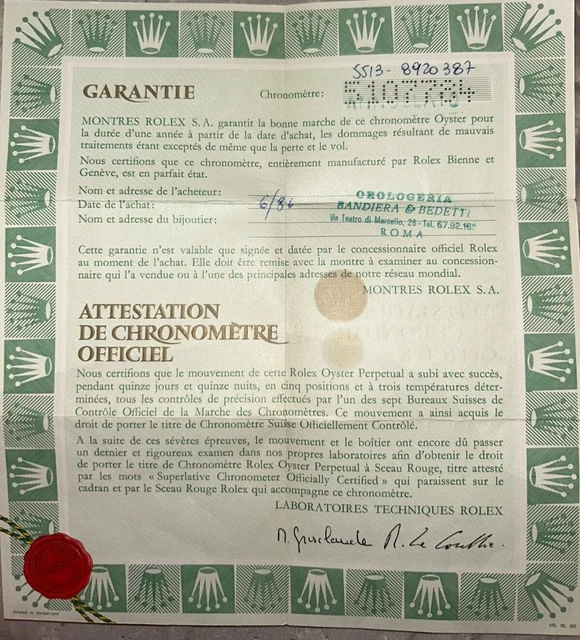 5513 - 8920387
GARANTIE
Chronomètre:
MONTRES ROLEX S.A. garantit la bonne marche de ce chronomètre Oyster pour
la durée d'une année à partir de la date d'achat, les dommages résultant de mauvais
traitements étant exceptés de même que la perte et le vol.
Nous certifions que ce chronomètre, entièrement manufacturé par Rolex Bienne et
Genève, est en parfait état.
Nom et adresse de l'acheteur:
Date de l'achat: 6/86
Nom et adresse du bijoutier:
OROLOGERIA
BANDIERA & BEDETTI
Via Teatro di Marcello, 25 - Tel. 67.92.16
ROMA
Cette garantie n'est valable que signée et datée par le concessionnaire officiel Rolex
au moment de l'achat. Elle doit être remise avec la montre à examiner au concession-
naire qui l'a vendue ou à l'une des principales adresses de notre réseau mondial.
MONTRES ROLEX S.A.
ATTESTATION
DE CHRONOMÈTRE
OFFICIEL
Nous certifions que le mouvement de cette Rolex Oyster Perpetual a subi avec succès,
pendant quinze jours et quinze nuits, en cinq positions et à trois températures déter-
minées, tous les contrôles de précision effectués par l'un des sept Bureaux Suisses de
Contrôle Officiel de la Marche des Chronomètres. Ce mouvement a ainsi acquis le
droit de porter le titre de Chronomètre Suisse Officiellement Contrôlé.
A la suite de ces sévères épreuves, le mouvement et le boîtier ont encore dû passer
un dernier et rigoureux examen dans nos propres laboratoires afin d'obtenir le droit
de porter le titre de Chronomètre Rolex Oyster Perpetual à Sceau Rouge, titre attesté
par les mots «Superlative Chronometer Officially Certified» qui paraissent sur le
cadran et par le Sceau Rouge Rolex qui accompagne ce chronomètre.
LABORATOIRES TECHNIQUES ROLEX
Printed in Switzerland